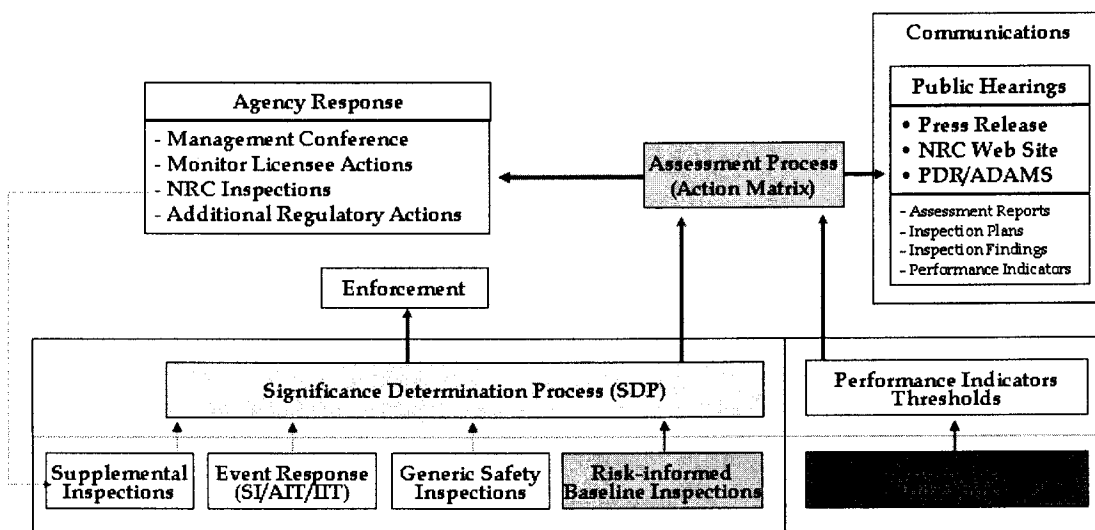 Communications
Public Hearings
• Press Release
• NRC Web Site
• PDR/ADAMS
- Assessment Reports
- Inspection Plans
- Inspection Findings
- Performance Indicators
Agency Response
- Management Conference
- Monitor Licensee Actions
- NRC Inspections
- Additional Regulatory Actions
Assessment Process
(Action Matrix)
Enforcement
Significance Determination Process (SDP)
Performance Indicators
Thresholds
Supplemental
Inspections
Event Response
(SI/AIT/IIT)
Generic Safety
Inspections
Risk-informed
Baseline Inspections